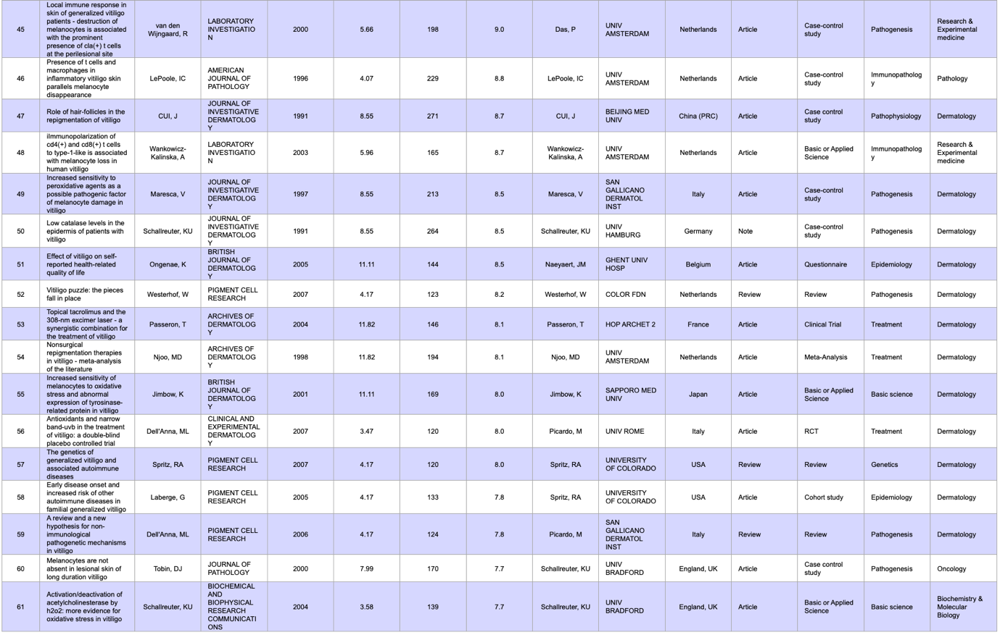 45 Local immune response in skin of generalized vitiligo patients - destruction of melanocytes is associated with the prominent presence of cla(+) t cells at the perilesional site van den Wijngaard, R LABORATORY INVESTIGATION 2000 5.66 198 9.0 Das, P UNIV AMSTERDAM Netherlands Article Case-control study Pathogenesis Research & Experimental medicine
46 Presence of t cells and macrophages in inflammatory vitiligo skin parallels melanocyte disappearance LePoole, IC AMERICAN JOURNAL OF PATHOLOGY 1996 4.07 229 8.8 LePoole, IC UNIV AMSTERDAM Netherlands Article Case-control study Immunopathology Pathology
47 Role of hair-follicles in the repigmentation of vitiligo CUI, J JOURNAL OF INVESTIGATIVE DERMATOLOGY 1991 8.55 271 8.7 CUI, J BEIJING MED UNIV China (PRC) Article Case control study Pathophysiology Dermatology
48 iImmunopolarization of cd4(+) and cd8(+) t cells to type-1-like is associated with melanocyte loss in human vitiligo Wankowicz-Kalinska, A LABORATORY INVESTIGATION 2003 5.96 165 8.7 Wankowicz-Kalinska, A UNIV AMSTERDAM Netherlands Article Basic or Applied Science Immunopathology Research & Experimental medicine
49 Increased sensitivity to peroxidative agents as a possible pathogenic factor of melanocyte damage in vitiligo Maresca, V JOURNAL OF INVESTIGATIVE DERMATOLOGY 1997 8.55 213 8.5 Maresca, V SAN GALLICANO DERMATOL INST Italy Article Case-control study Pathogenesis Dermatology
50 Low catalase levels in the epidermis of patients with vitiligo Schallreuter, KU JOURNAL OF INVESTIGATIVE DERMATOLOGY 1991 8.55 264 8.5 Schallreuter, KU UNIV HAMBURG Germany Note Case-control study Pathogenesis Dermatology
51 Effect of vitiligo on self-reported health-related quality of life Ongenae, K BRITISH JOURNAL OF DERMATOLOGY 2005 11.11 144 8.5 Naeyaert, JM GHENT UNIV HOSP Belgium Article Questionnaire Epidemiology Dermatology
52 Vitiligo puzzle: the pieces fall in place Westerhof, W PIGMENT CELL RESEARCH 2007 4.17 123 8.2 Westerhof, W COLOR FDN Netherlands Review Review Pathogenesis Dermatology
53 Topical tacrolimus and the 308-nm excimer laser - a synergistic combination for the treatment of vitiligo Passeron, T ARCHIVES OF DERMATOLOGY 2004 11.82 146 8.1 Passeron, T HOP ARCHET 2 France Article Clinical Trial Treatment Dermatology
54 Nonsurgical repigmentation therapies in vitiligo - meta-analysis of the literature Njoo, MD ARCHIVES OF DERMATOLOGY 1998 11.82 194 8.1 Njoo, MD UNIV AMSTERDAM Netherlands Article Meta-Analysis Treatment Dermatology
55 Increased sensitivity of melanocytes to oxidative stress and abnormal expression of tyrosinase-related protein in vitiligo Jimbow, K BRITISH JOURNAL OF DERMATOLOGY 2001 11.11 169 8.0 Jimbow, K SAPPORO MED UNIV Japan Article Basic or Applied Science Basic science Dermatology
56 Antioxidants and narrow band-uvb in the treatment of vitiligo: a double-blind placebo controlled trial Dell'Anna, ML CLINICAL AND EXPERIMENTAL DERMATOLOGY 2007 3.47 120 8.0 Picardo, M UNIV ROME Italy Article RCT Treatment Dermatology
57 The genetics of generalized vitiligo and associated autoimmune diseases Spritz, RA PIGMENT CELL RESEARCH 2007 4.17 120 8.0 Spritz, RA UNIVERSITY OF COLORADO USA Review Review Genetics Dermatology
58 Early disease onset and increased risk of other autoimmune diseases in familial generalized vitiligo Laberge, G PIGMENT CELL RESEARCH 2005 4.17 133 7.8 Spritz, RA UNIVERSITY OF COLORADO USA Article Cohort study Epidemiology Dermatology
59 A review and a new hypothesis for non-immunological pathogenetic mechanisms in vitiligo Dell'Anna, ML PIGMENT CELL RESEARCH 2006 4.17 124 7.8 Picardo, M SAN GALLICANO DERMATOL INST Italy Review Review Pathogenesis Dermatology
60 Melanocytes are not absent in lesional skin of long duration vitiligo Tobin, DJ JOURNAL OF PATHOLOGY 2000 7.99 170 7.7 Schallreuter, KU UNIV BRADFORD England, UK Article Case control study Pathogenesis Oncology
61 Activation/deactivation of acetylcholinesterase by h2o2: more evidence for oxidative stress in vitiligo Schallreuter, KU BIOCHEMICAL AND BIOPHYSICAL RESEARCH COMMUNICATIONS 2004 3.58 139 7.7 Schallreuter, KU UNIV BRADFORD England, UK Article Basic or Applied Science Basic science Biochemistry & Molecular Biology